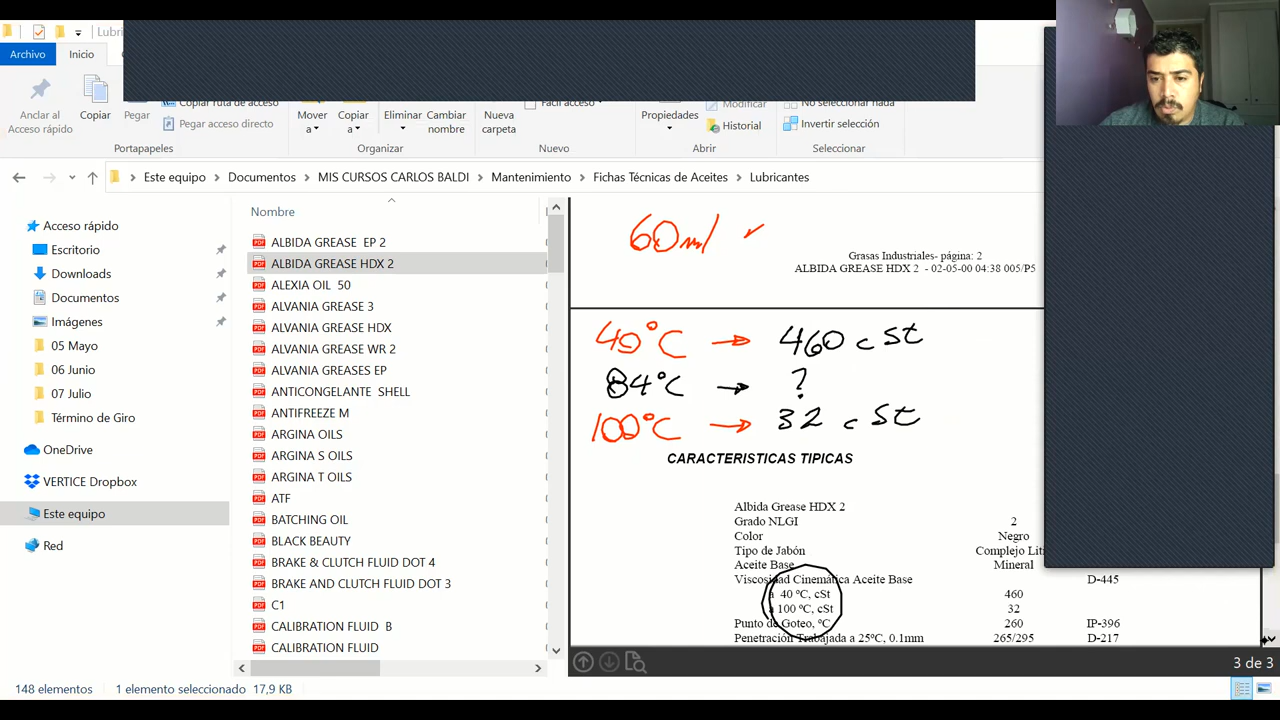 Lubri
Archivo
Inicio
Copiar ruta de acceso
Fácil acceso
Modificar
No seleccionar nada
Anclar al
Acceso rápido
Copiar
Pegar
Pegar acceso directo
Mover
a
Copiar
a
Eliminar
Cambiar
nombre
Nueva
carpeta
Propiedades
Historial
Invertir selección
Portapapeles
Organizar
Nuevo
Abrir
Seleccionar
Este equipo > Documentos > MIS CURSOS CARLOS BALDI > Mantenimiento > Fichas Técnicas de Aceites > Lubricantes
Acceso rápido
Escritorio
Downloads
Documentos
Imágenes
05 Mayo
06 Junio
07 Julio
Término de Giro
OneDrive
VERTICE Dropbox
Este equipo
Red
Nombre
ALBIDA GREASE EP 2
ALBIDA GREASE HDX 2
ALEXIA OIL 50
ALVANIA GREASE 3
ALVANIA GREASE HDX
ALVANIA GREASE WR 2
ALVANIA GREASES EP
ANTICONGELANTE SHELL
ANTIFREEZE M
ARGINA OILS
ARGINA S OILS
ARGINA T OILS
ATF
BATCHING OIL
BLACK BEAUTY
BRAKE & CLUTCH FLUID DOT 4
BRAKE AND CLUTCH FLUID DOT 3
C1
CALIBRATION FLUID B
CALIBRATION FLUID
60 ml
Grasas Industriales- página: 2
ALBIDA GREASE HDX 2 - 02-05-00 04:38 005/P5
40°C → 460 cSt
84°C → ?
100°C → 32 cSt
CARACTERISTICAS TIPICAS
Albida Grease HDX 2
Grado NLGI 2
Color Negro
Tipo de Jabón Complejo Lit
Aceite Base Mineral
Viscosidad Cinemática Aceite Base D-445
a 40 ºC, cSt 460
a 100 ºC, cSt 32
Punto de Goteo, ºC 260 IP-396
Penetración Trabajada a 25ºC, 0.1mm 265/295 D-217
3 de 3
148 elementos 1 elemento seleccionado 17,9 KB